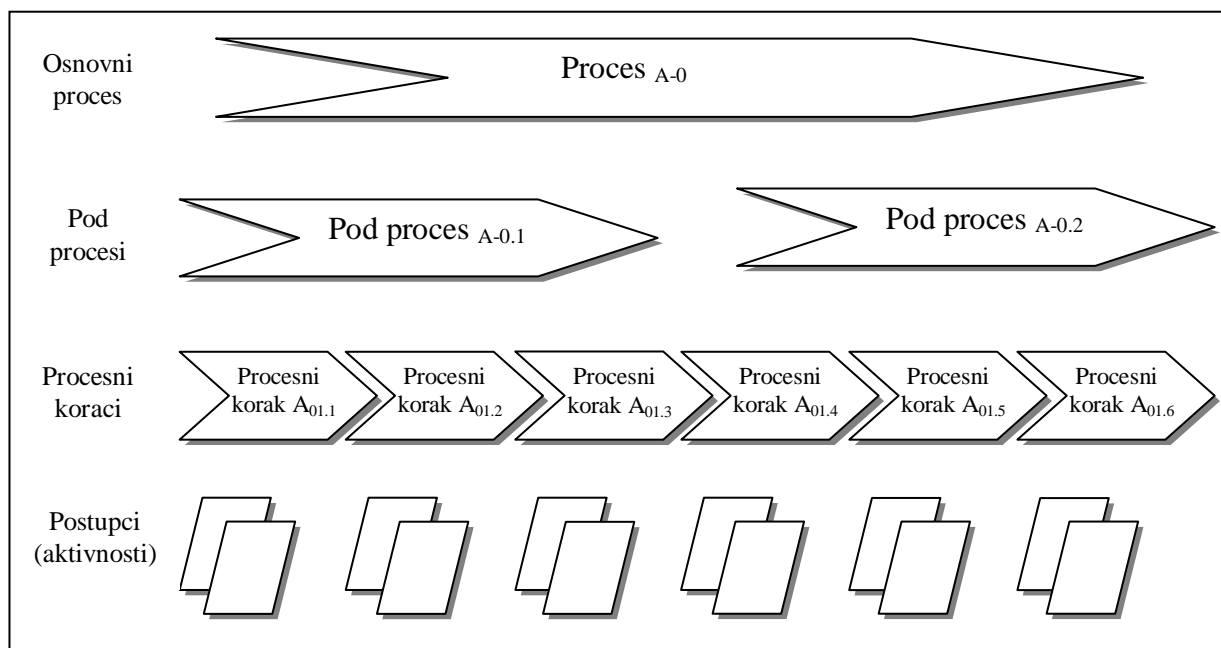 Osnovni
proces
Proces A-0
Pod
procesi
Pod proces A-0.1
Pod proces A-0.2
Procesni
koraci
Procesni
korak A01.1
Procesni
korak A01.2
Procesni
korak A01.3
Procesni
korak A01.4
Procesni
korak A01.5
Procesni
korak A01.6
Postupci
(aktivnosti)